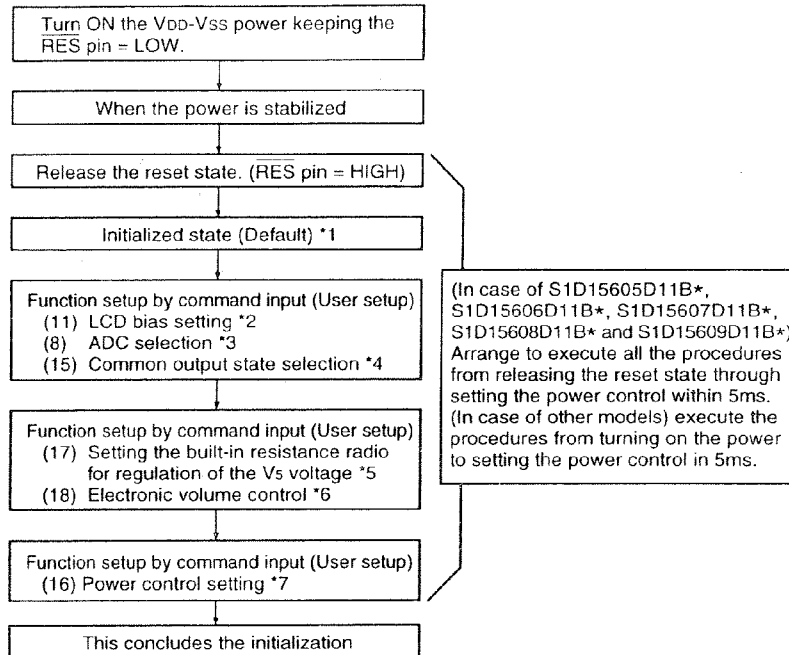 Turn ON the VDD-VSS power keeping the
RES pin = LOW.
When the power is stabilized
Release the reset state. (RES pin = HIGH)
Initialized state (Default) *1
Function setup by command input (User setup)
(11) LCD bias setting *2
(8) ADC selection *3
(15) Common output state selection *4
Function setup by command input (User setup)
(17) Setting the built-in resistance radio
for regulation of the V5 voltage *5
(18) Electronic volume control *6
Function setup by command input (User setup)
(16) Power control setting *7
This concludes the initialization
(In case of S1D15605D11B*,
S1D15606D11B*, S1D15607D11B*,
S1D15608D11B* and S1D15609D11B*)
Arrange to execute all the procedures
from releasing the reset state through
setting the power control within 5ms.
(In case of other models) execute the
procedures from turning on the power
to setting the power control in 5ms.